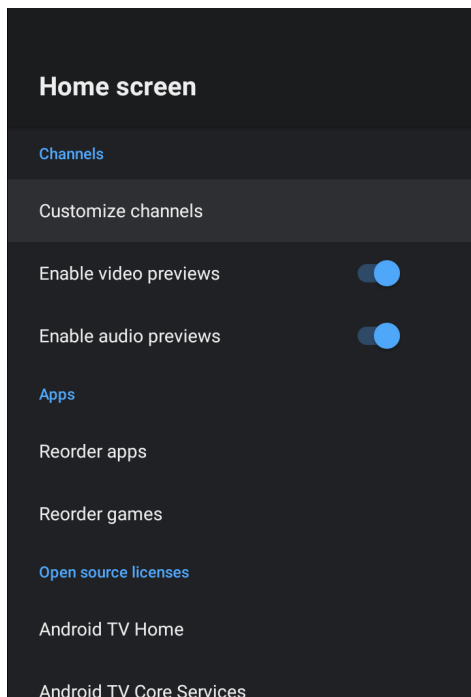 Home screen
Channels
Customize channels
Enable video previews
Enable audio previews
Apps
Reorder apps
Reorder games
Open source licenses
Android TV Home
Android TV Core Services